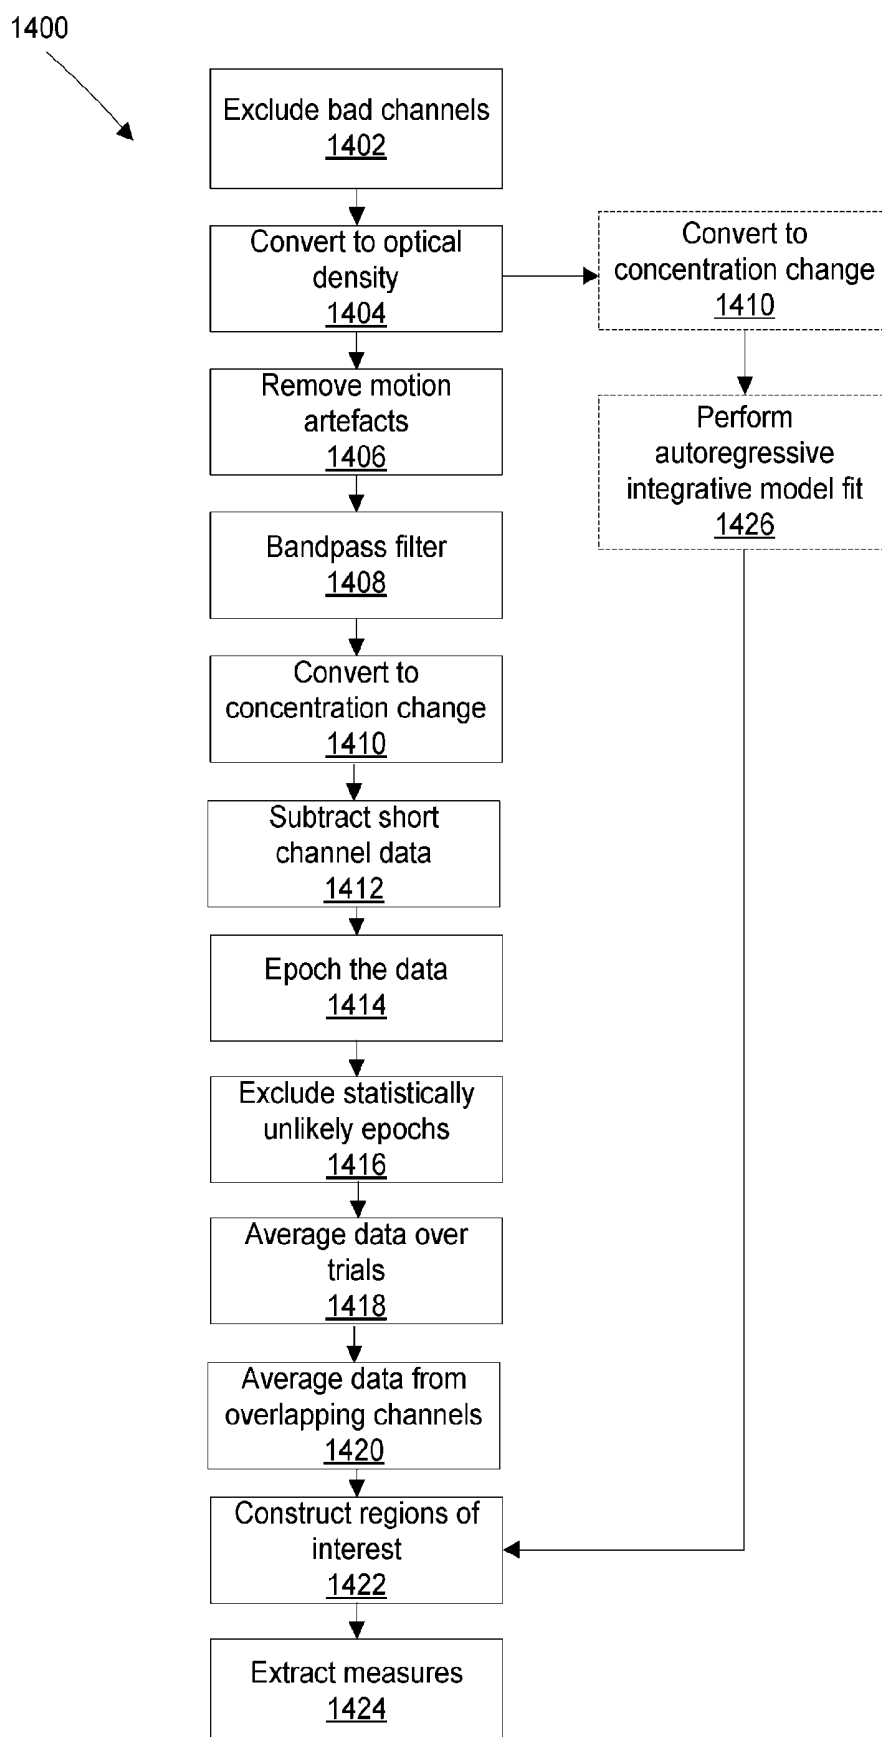 1400
Exclude bad channels
1402
Convert to optical
density
1404
Convert to
concentration change
1410
Remove motion
artefacts
1406
Perform
autoregressive
integrative model fit
1426
Bandpass filter
1408
Convert to
concentration change
1410
Subtract short
channel data
1412
Epoch the data
1414
Exclude statistically
unlikely epochs
1416
Average data over
trials
1418
Average data from
overlapping channels
1420
Construct regions of
interest
1422
Extract measures
1424